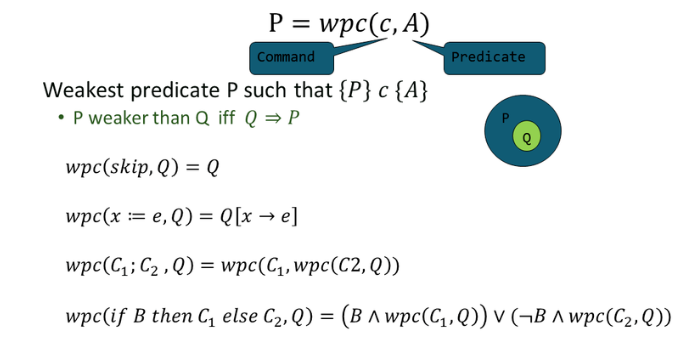 P = wpc(c, A)
Command
Predicate
Weakest predicate P such that {P} c {A}
• P weaker than Q iff Q ⇒ P
P
Q
wpc(skip, Q) = Q
wpc(x ≔ e, Q) = Q[x → e]
wpc(C₁; C₂ , Q) = wpc(C₁, wpc(C2, Q))
wpc(if B then C₁ else C₂, Q) = (B ∧ wpc(C₁, Q)) ∨ (¬B ∧ wpc(C₂, Q))